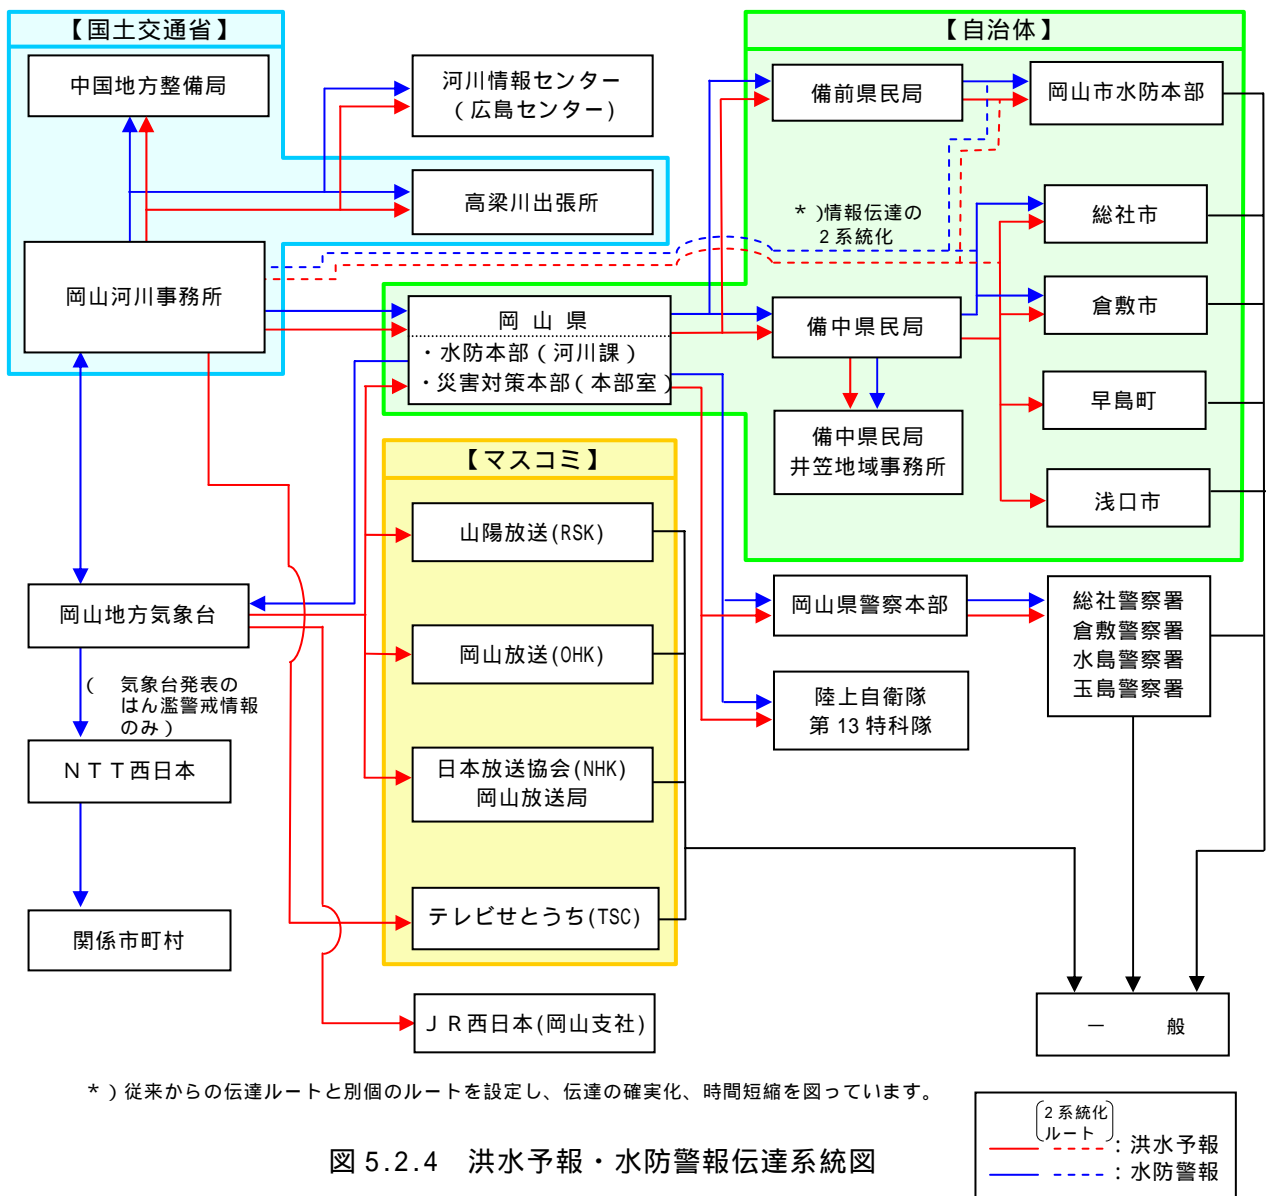 【国土交通省】
中国地方整備局
河川情報センター
(広島センター)
高梁川出張所
岡山河川事務所
【自治体】
備前県民局
岡山市水防本部
*)情報伝達の
2系統化
総社市
倉敷市
早島町
浅口市
岡山県
・水防本部(河川課)
・災害対策本部(本部室)
備中県民局
備中県民局
井笠地域事務所
【マスコミ】
山陽放送(RSK)
岡山放送(OHK)
日本放送協会(NHK)
岡山放送局
テレビせとうち(TSC)
岡山地方気象台
( 気象台発表の
はん濫警戒情報
のみ)
NTT西日本
関係市町村
岡山県警察本部
総社警察署
倉敷警察署
水島警察署
玉島警察署
陸上自衛隊
第13特科隊
JR西日本(岡山支社)
一 般
*)従来からの伝達ルートと別個のルートを設定し、伝達の確実化、時間短縮を図っています。
2系統化
ルート
:洪水予報
:水防警報
図5.2.4 洪水予報・水防警報伝達系統図